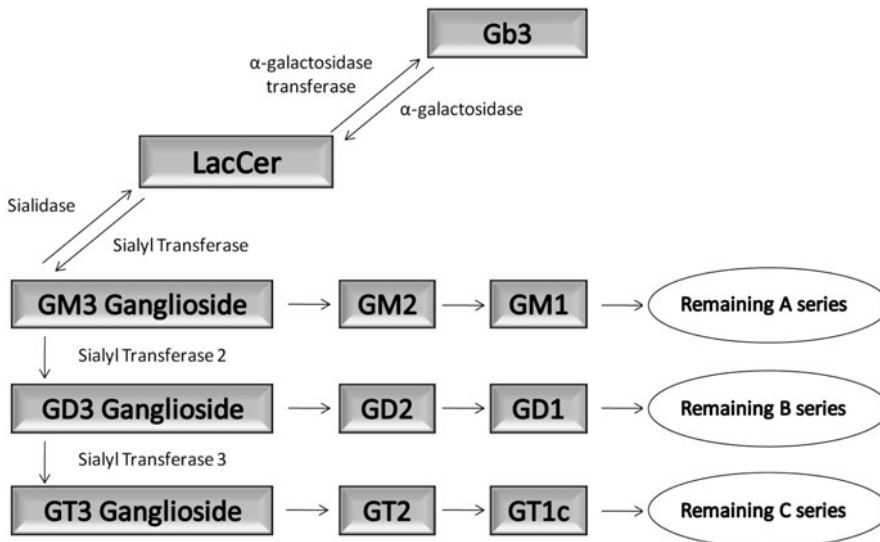 Gb3
α-galactosidase
transferase
α-galactosidase
LacCer
Sialidase
Sialyl Transferase
GM3 Ganglioside
GM2
GM1
Remaining A series
Sialyl Transferase 2
GD3 Ganglioside
GD2
GD1
Remaining B series
Sialyl Transferase 3
GT3 Ganglioside
GT2
GT1c
Remaining C series